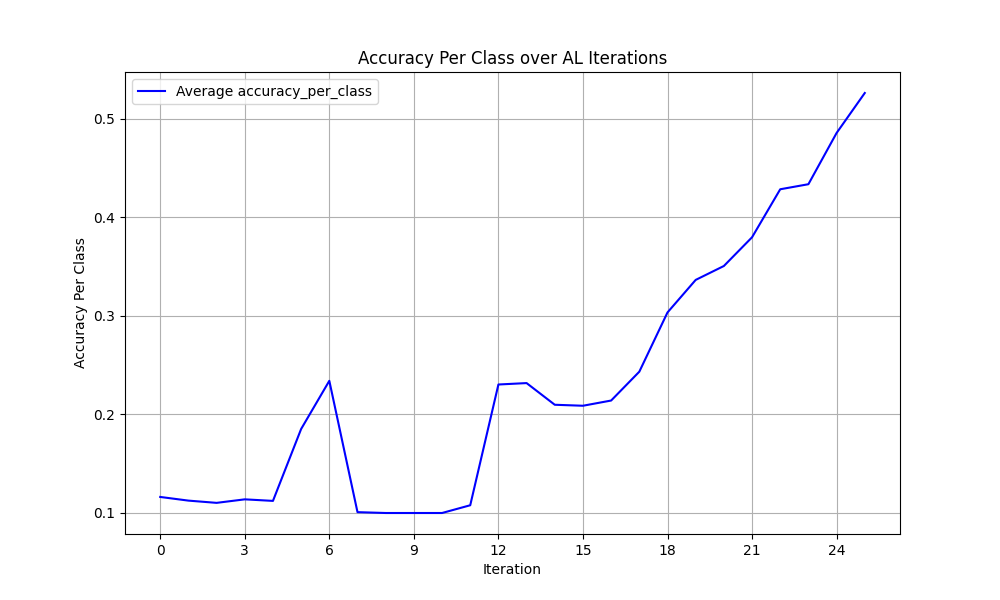 Accuracy Per Class over AL Iterations
Average accuracy_per_class
Accuracy Per Class
0.5
0.4
0.3
0.2
0.1
0 3 6 9 12 15 18 21 24
Iteration